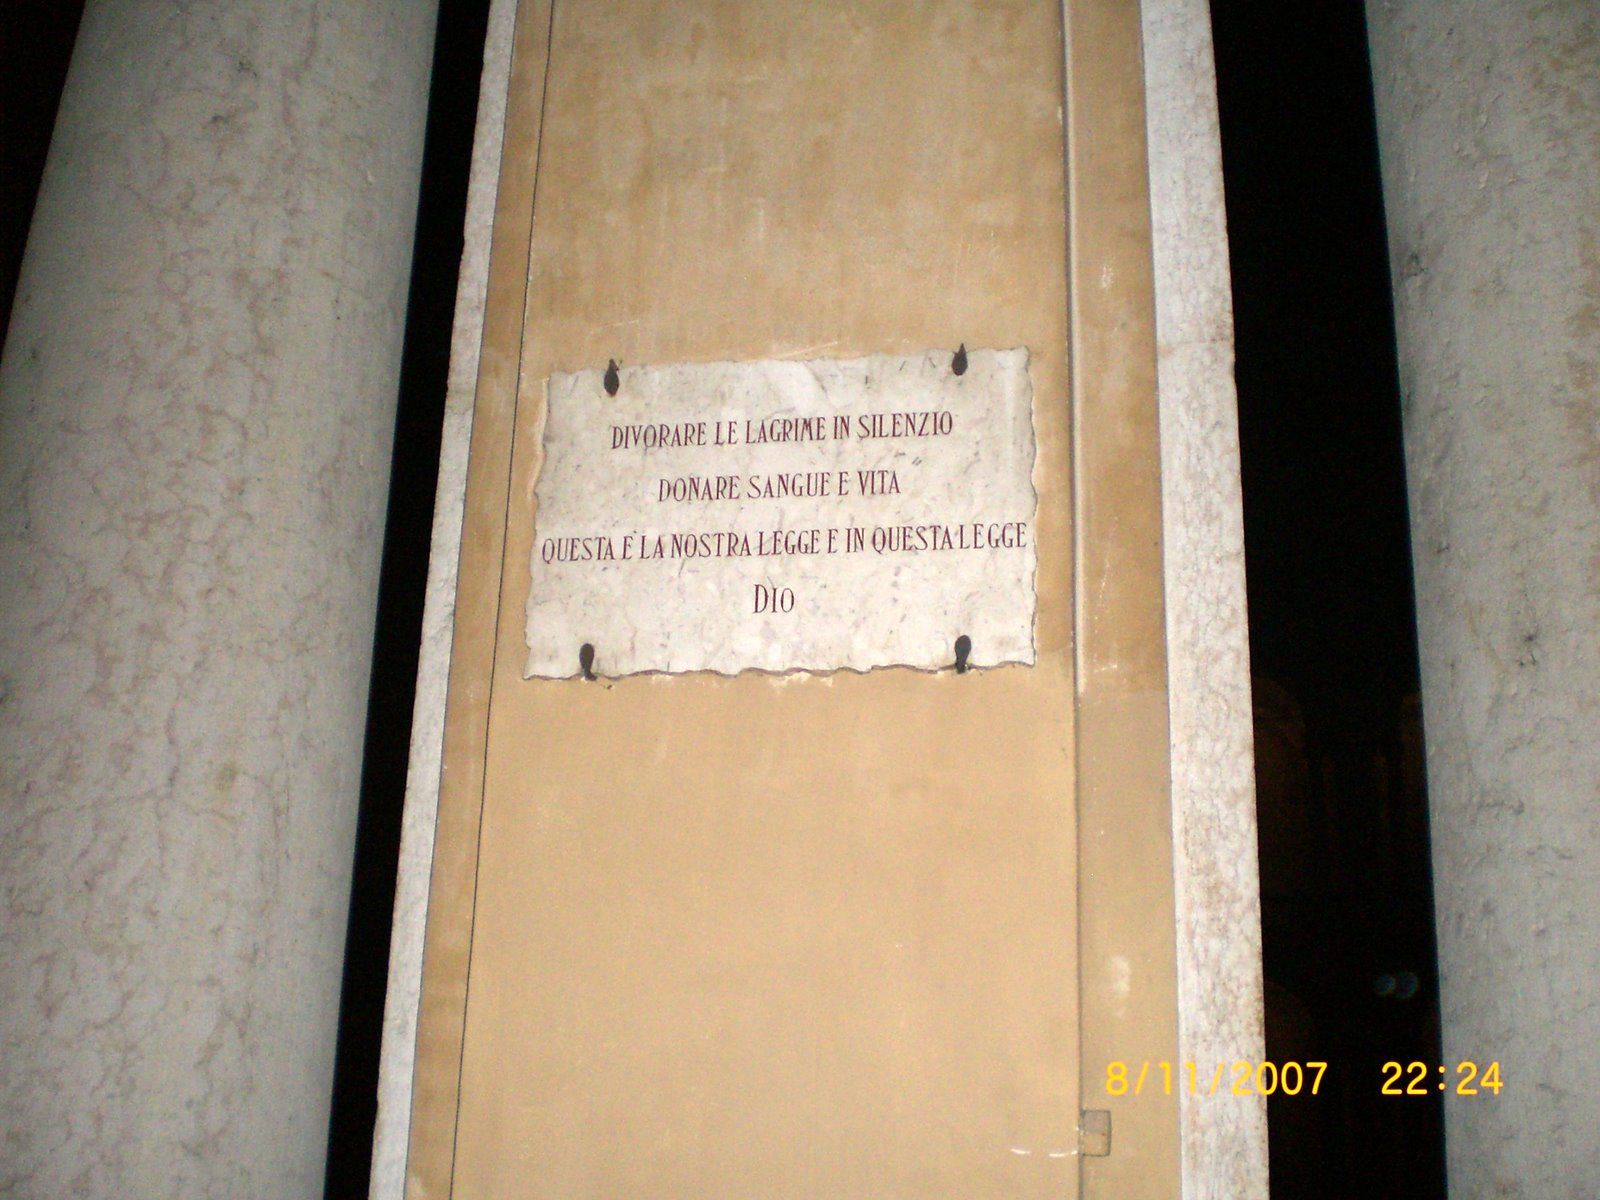 DIVORARE LE LAGRIME IN SILENZIO
DONARE SANGUE E VITA
QUESTA È LA NOSTRA LEGGE E IN QUESTA LEGGE
DIO
8/11/2007 22:24